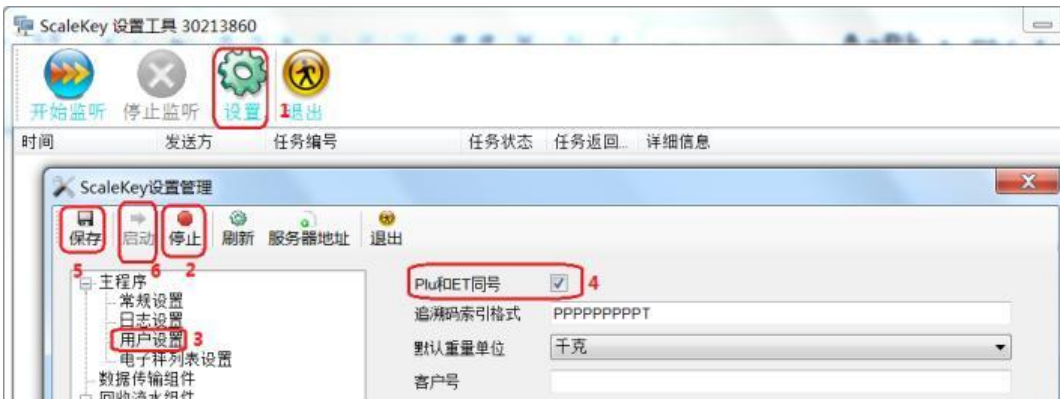 ScaleKey 设置工具 30213860
开始监听 停止监听 设置 1 退出
时间 发送方 任务编号 任务状态 任务返回... 详细信息
ScaleKey设置管理
保存 启动 停止 刷新 服务器地址 退出
5 6 2
主程序
常规设置
日志设置
用户设置 3
电子秤列表设置
数据传输组件
回收流水组件
Plu和ET同号 4
追溯码索引格式 PPPPPPPPPT
默认重量单位 千克
客户号